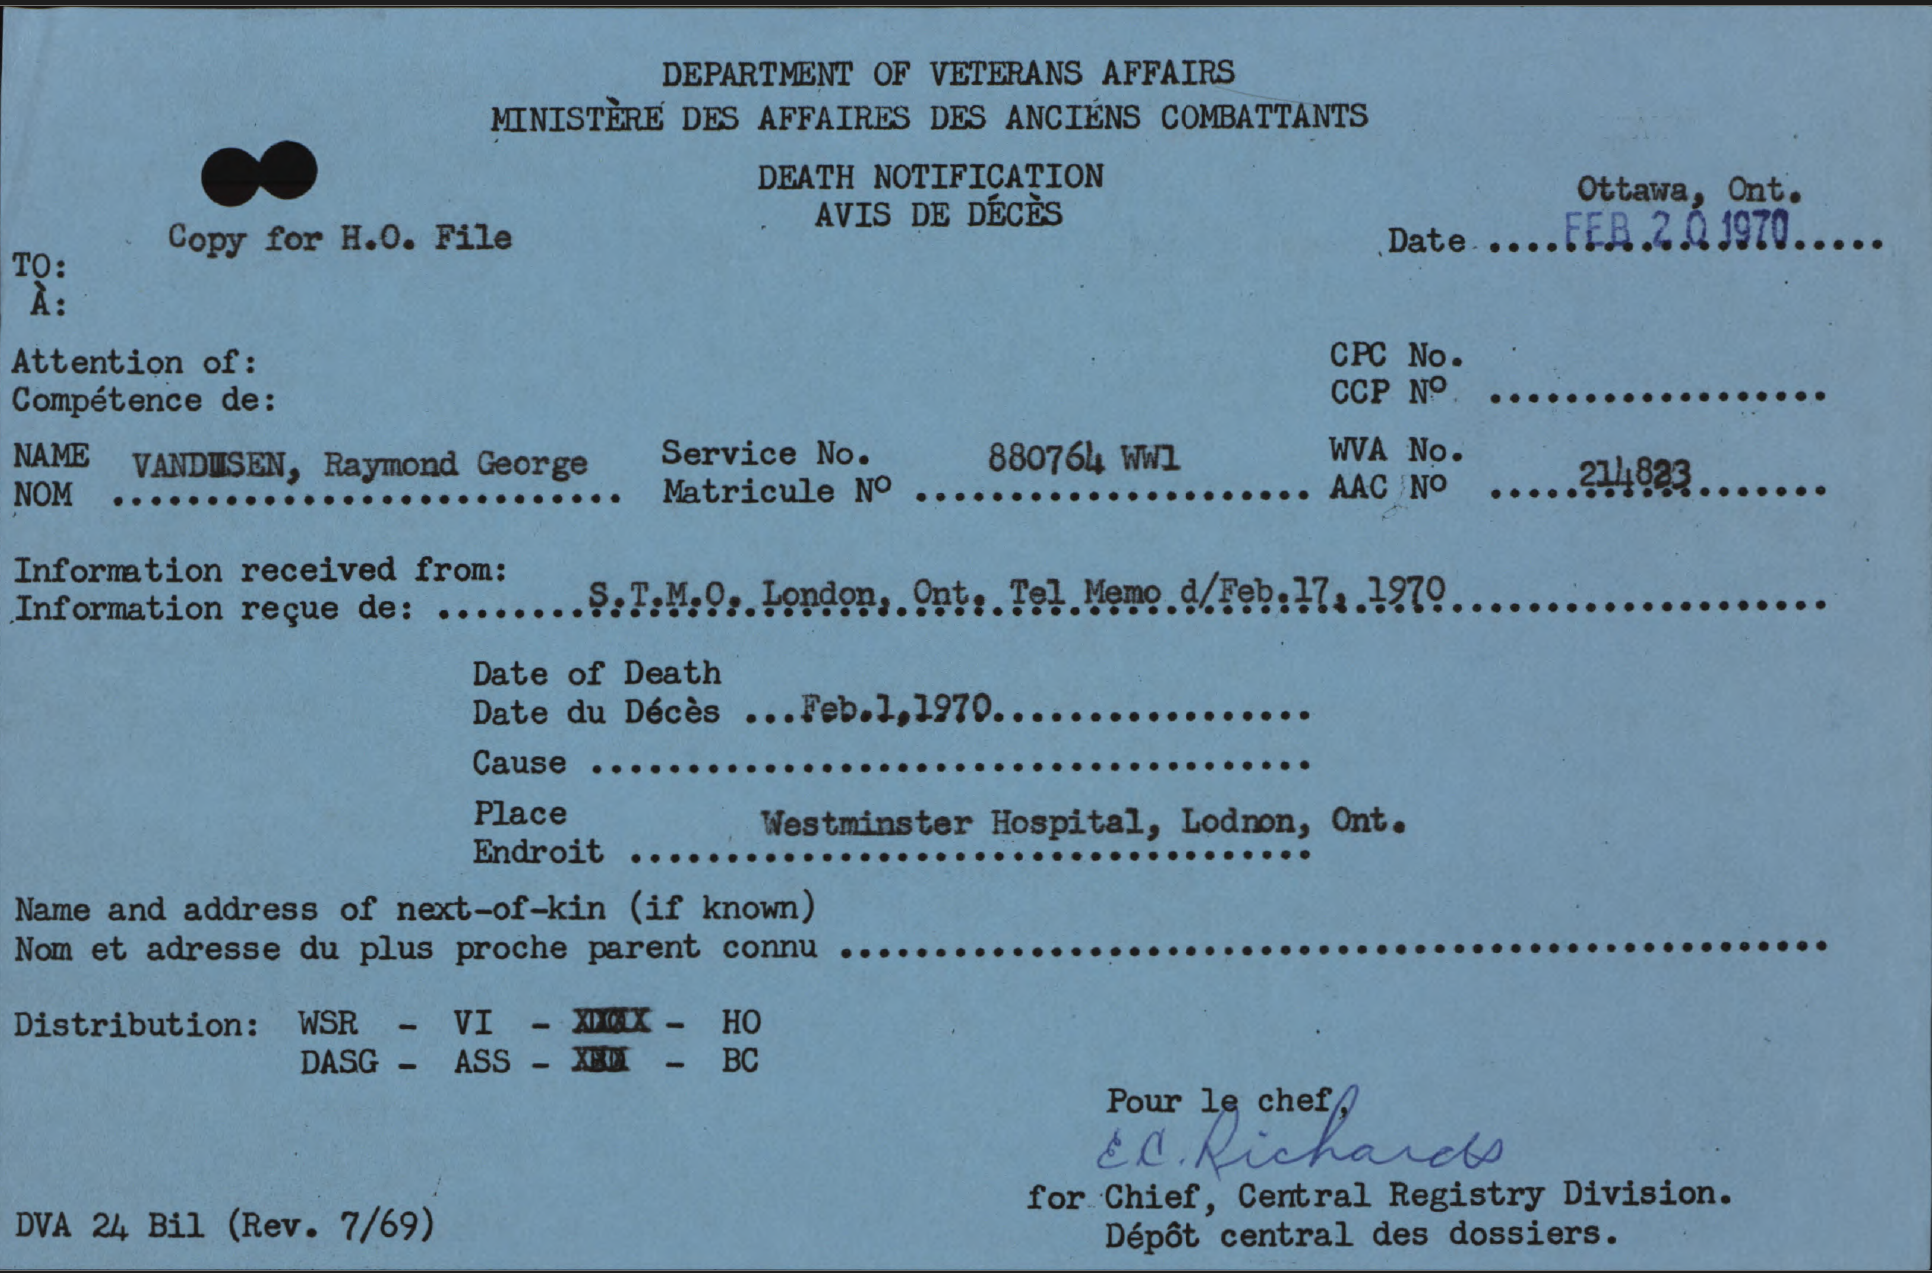 DEPARTMENT OF VETERANS AFFAIRS
MINISTÈRE DES AFFAIRES DES ANCIENS COMBATTANTS
DEATH NOTIFICATION
AVIS DE DÉCÈS
Ottawa, Ont.
Copy for H.O. File
Date ....FEB 20 1970.....
TO:
À:
Attention of:
Compétence de:
CPC No.
CCP Nº ..................
NAME VANDUSEN, Raymond George Service No. 880764 WW1 WVA No. 214823
NOM ........................... Matricule Nº ..................... AAC Nº ..................
Information received from:
Information reçue de: ........S.T.M.O. London, Ont. Tel Memo d/Feb.17, 1970....................
Date of Death
Date du Décès ...Feb.1,1970.................
Cause ......................................
Place Westminster Hospital, Lodnon, Ont.
Endroit ....................................
Name and address of next-of-kin (if known)
Nom et adresse du plus proche parent connu .....................................................
Distribution: WSR - VI - - HO
DASG - ASS - - BC
Pour le chef,
E.C. Richards
for Chief, Central Registry Division.
DVA 24 Bil (Rev. 7/69)
Dépôt central des dossiers.